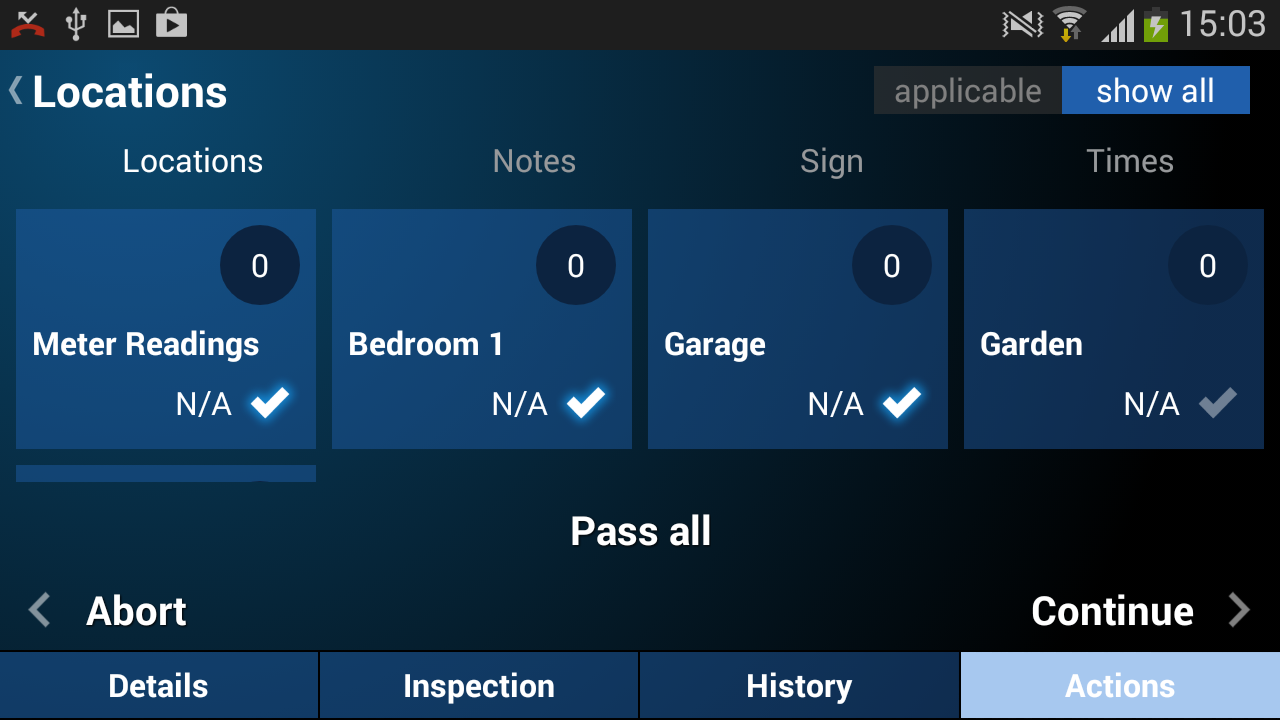 15:03
Locations
applicable show all
Locations Notes Sign Times
0 0 0 0
Meter Readings Bedroom 1 Garage Garden
N/A N/A N/A N/A
Pass all
Abort Continue
Details Inspection History Actions